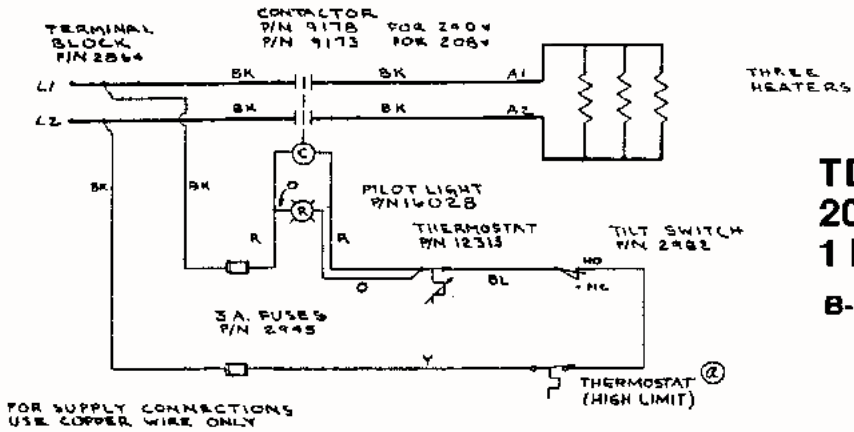 CONTACTOR
P/N 9178 FOR 240V
P/N 9173 FOR 208V
TERMINAL
BLOCK
P/N 2864
L1
BK
BK
A1
THREE
HEATERS
L2
BK
BK
A2
C
BK
BK
O
R
PILOT LIGHT
P/N 16028
R
R
THERMOSTAT
P/N 12315
TILT SWITCH
P/N 2982
NO
NC
O
BL
3 A. FUSES
P/N 2945
Y
THERMOSTAT
(HIGH LIMIT)
a
FOR SUPPLY CONNECTIONS
USE COPPER WIRE ONLY
20
B-